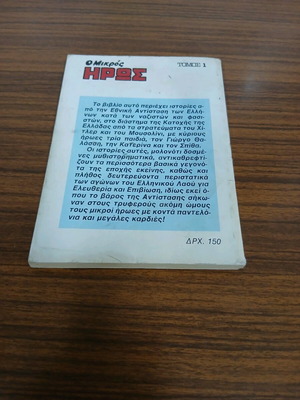 Ο Μικρός ΤΟΜΟΣ 1
ΗΡΩΣ
Το βιβλίο αυτό περιέχει ιστορίες α-
πό την Εθνική Αντίσταση των Ελλή-
νων κατά των ναζιστών και φασι-
στών, στο διάστημα της Κατοχής της
Ελλάδας από τα στρατεύματα του Χί-
τλερ και του Μουσολίνι, με κύριους
ήρωες τρία παιδιά, τον Γιώργο Θα-
λάσση, την Κατερίνα και τον Σπίθα.
Οι ιστορίες αυτές, μολονότι δοσμέ-
νες μυθιστορηματικά, αντικαθρεφτί-
ζουν τα περισσότερα βασικά γεγονό-
τα της εποχής εκείνης, καθώς και
πλήθος δευτερεύοντα περιστατικά
των αγώνων του Ελληνικού Λαού για
Ελευθερία και Επιβίωση, ιδίως εκεί ό-
που το βάρος της Αντίστασης σήκω-
ναν στους τρυφερούς ακόμη ώμους
τους μικροί ήρωες με κοντά παντελό-
νια και μεγάλες καρδιές!
ΔΡΧ. 150